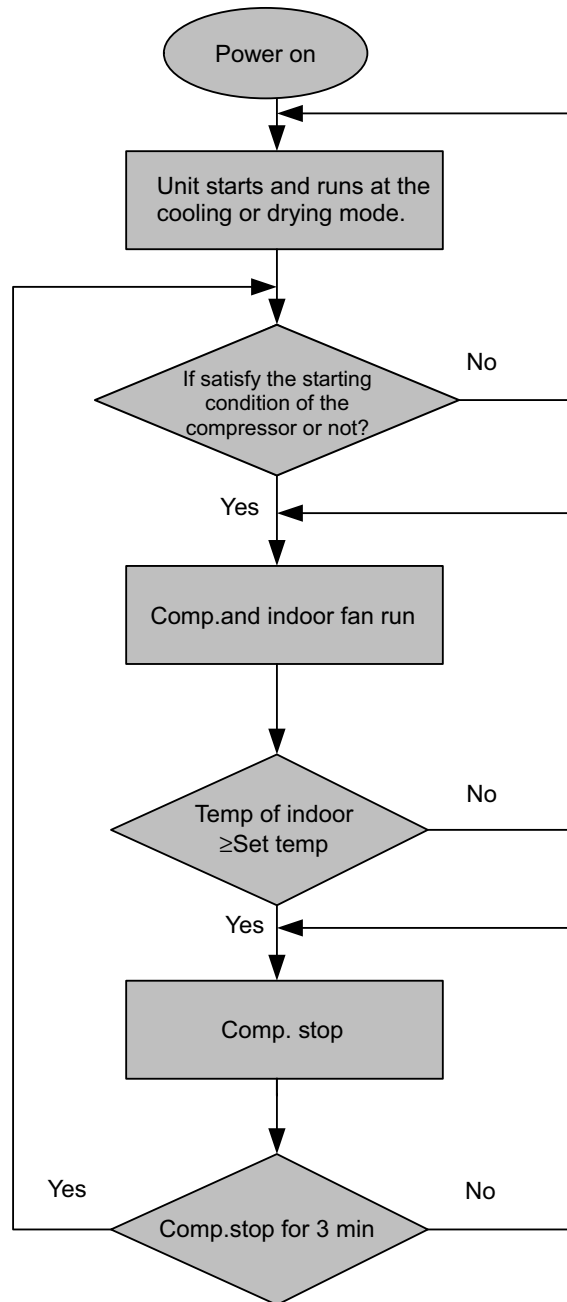 Power on
Unit starts and runs at the
cooling or drying mode.
If satisfy the starting
condition of the
compressor or not?
No
Yes
Comp.and indoor fan run
Temp of indoor
≥Set temp
No
Yes
Comp. stop
Yes
Comp.stop for 3 min
No